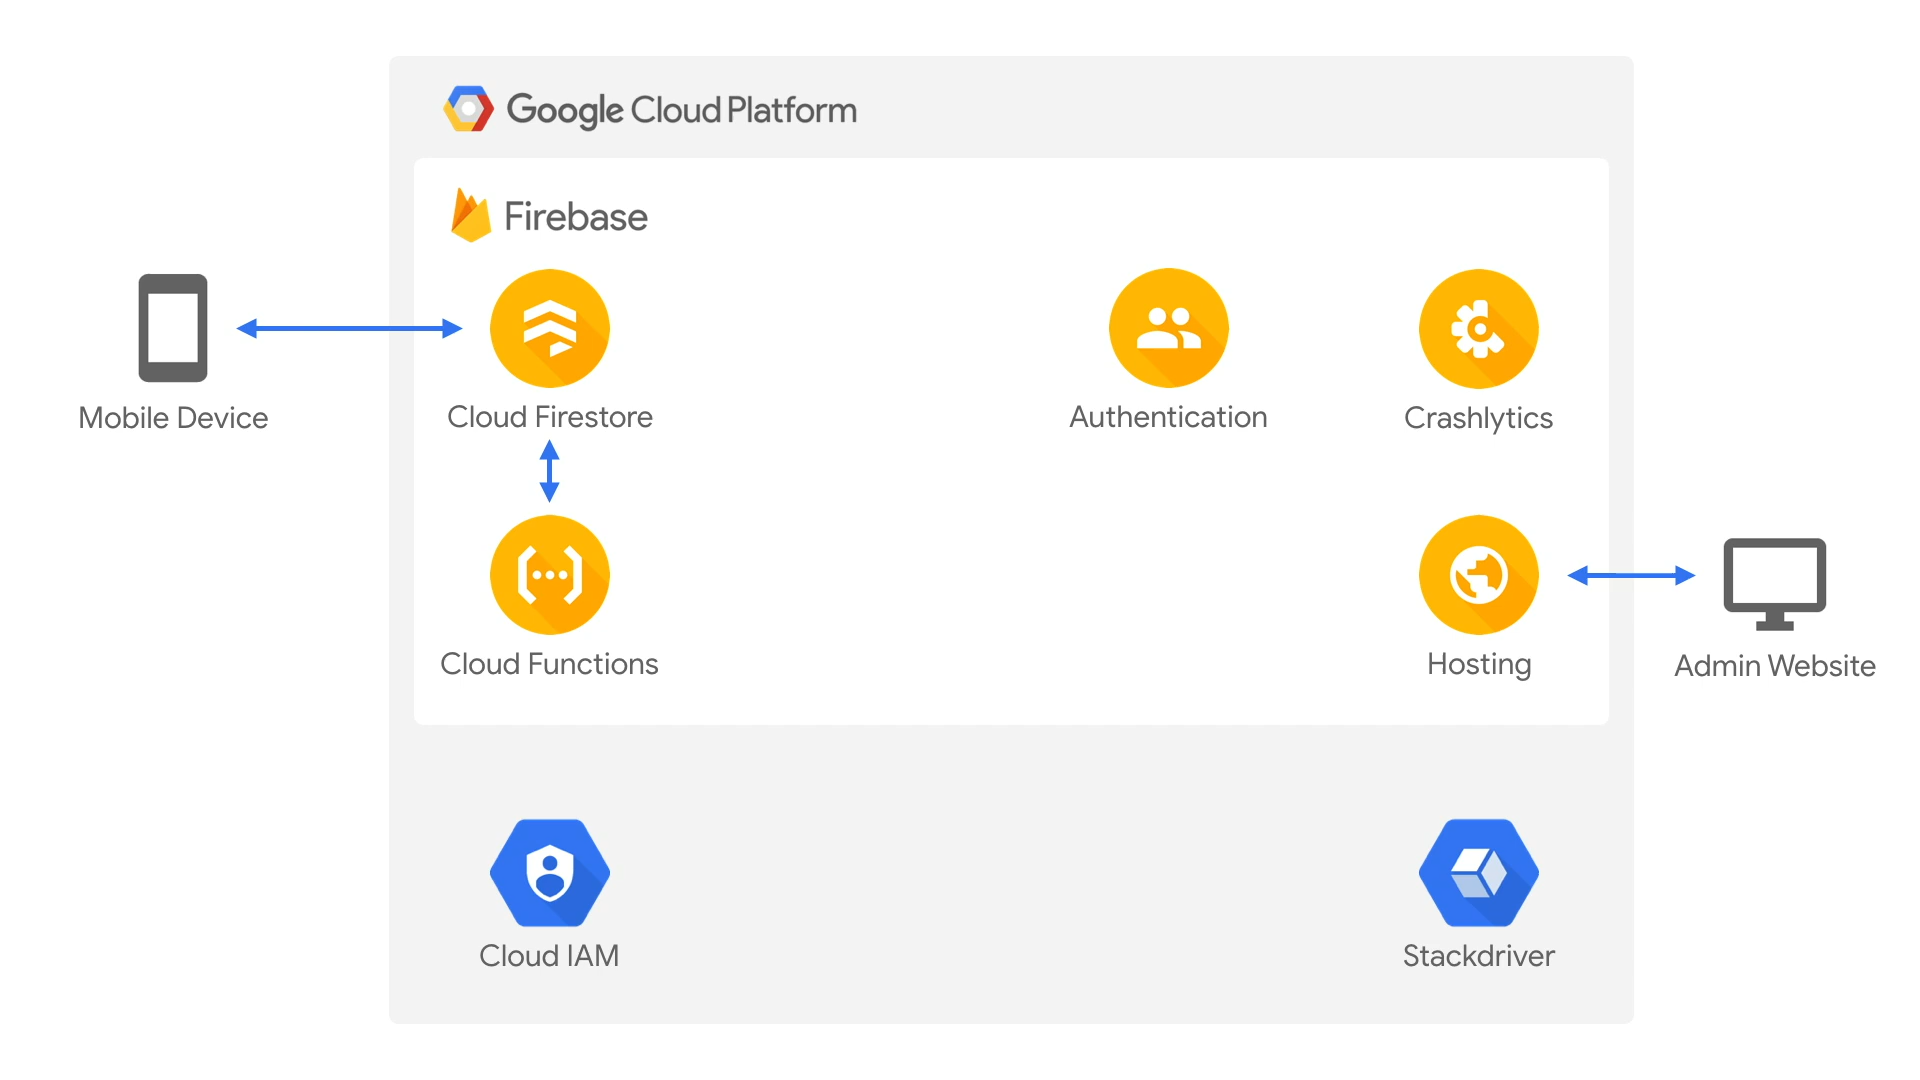 Google Cloud Platform
Firebase
Mobile Device
Cloud Firestore
Authentication
Crashlytics
Cloud Functions
Hosting
Admin Website
Cloud IAM
Stackdriver